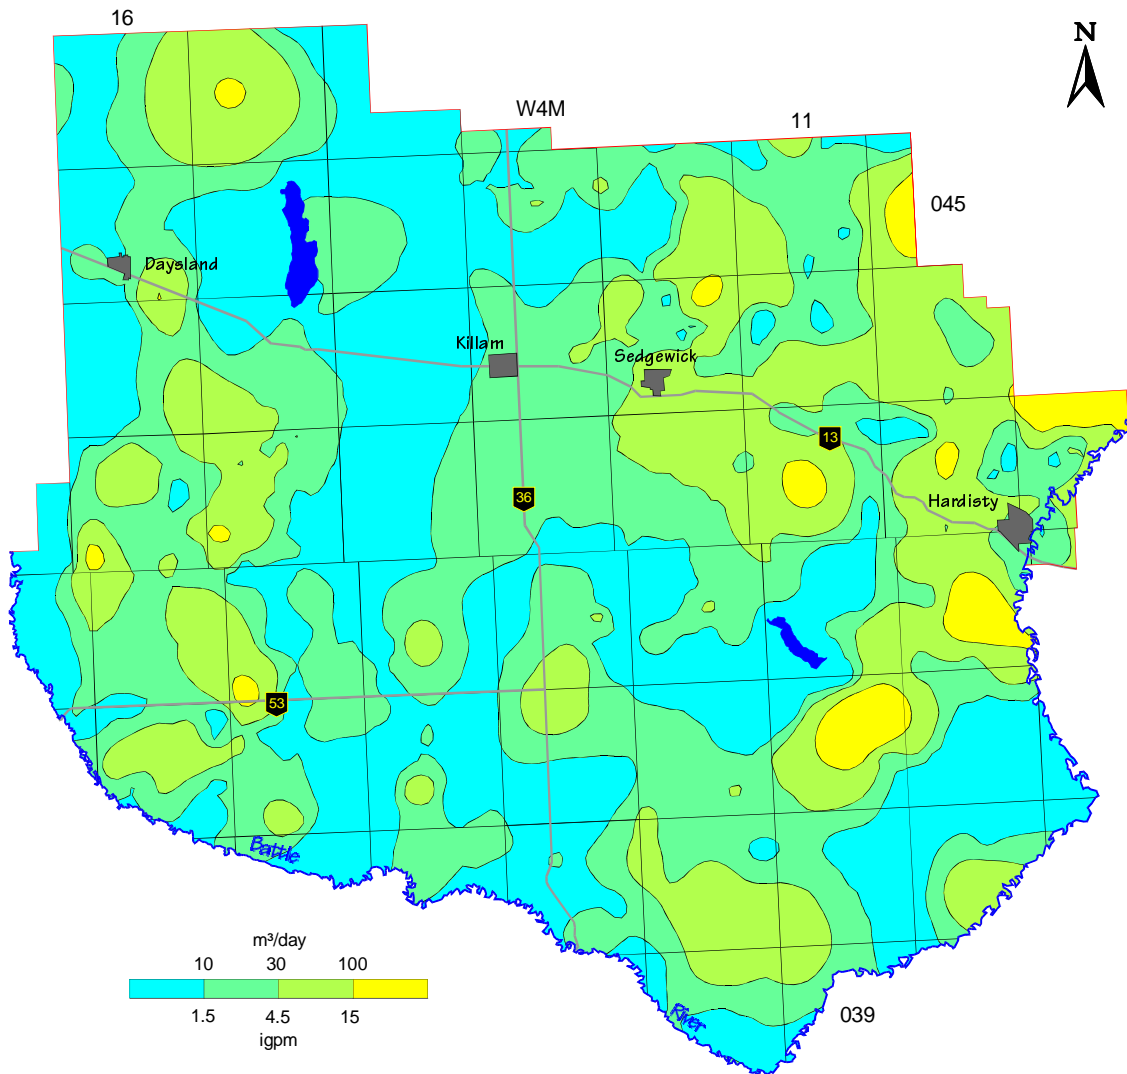 16
N
W4M
11
045
Daysland
Killam
Sedgewick
13
36
Hardisty
53
Battle
m³/day
10 30 100
1.5 4.5 15
igpm
River
039